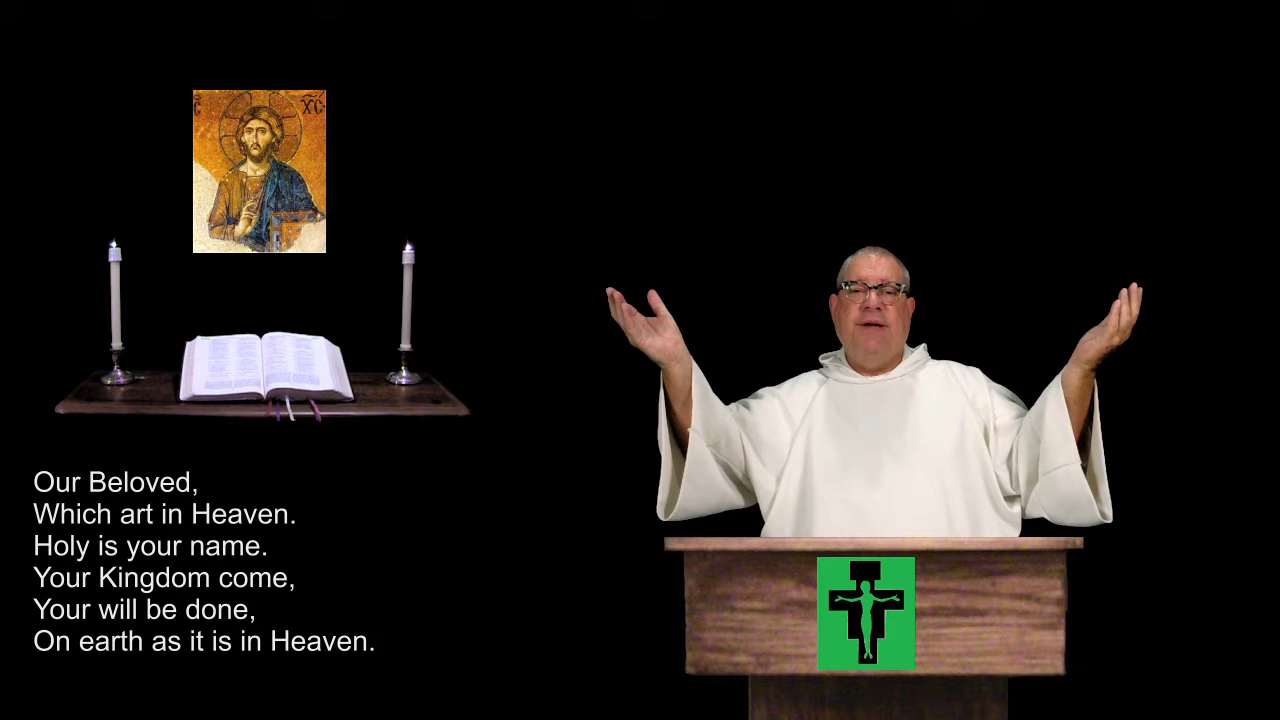 C XC
Our Beloved,
Which art in Heaven.
Holy is your name.
Your Kingdom come,
Your will be done,
On earth as it is in Heaven.